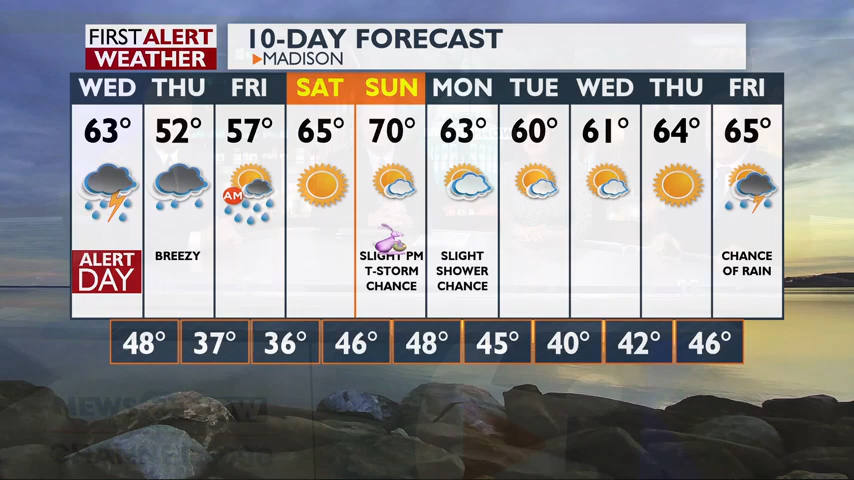 FIRST ALERT
WEATHER
10-DAY FORECAST
MADISON
WED THU FRI SAT SUN MON TUE WED THU FRI
63° 52° 57° 65° 70° 63° 60° 61° 64° 65°
AM
ALERT
DAY
BREEZY
SLIGHT PM
T-STORM
CHANCE
SLIGHT
SHOWER
CHANCE
CHANCE
OF RAIN
48° 37° 36° 46° 48° 45° 40° 42° 46°